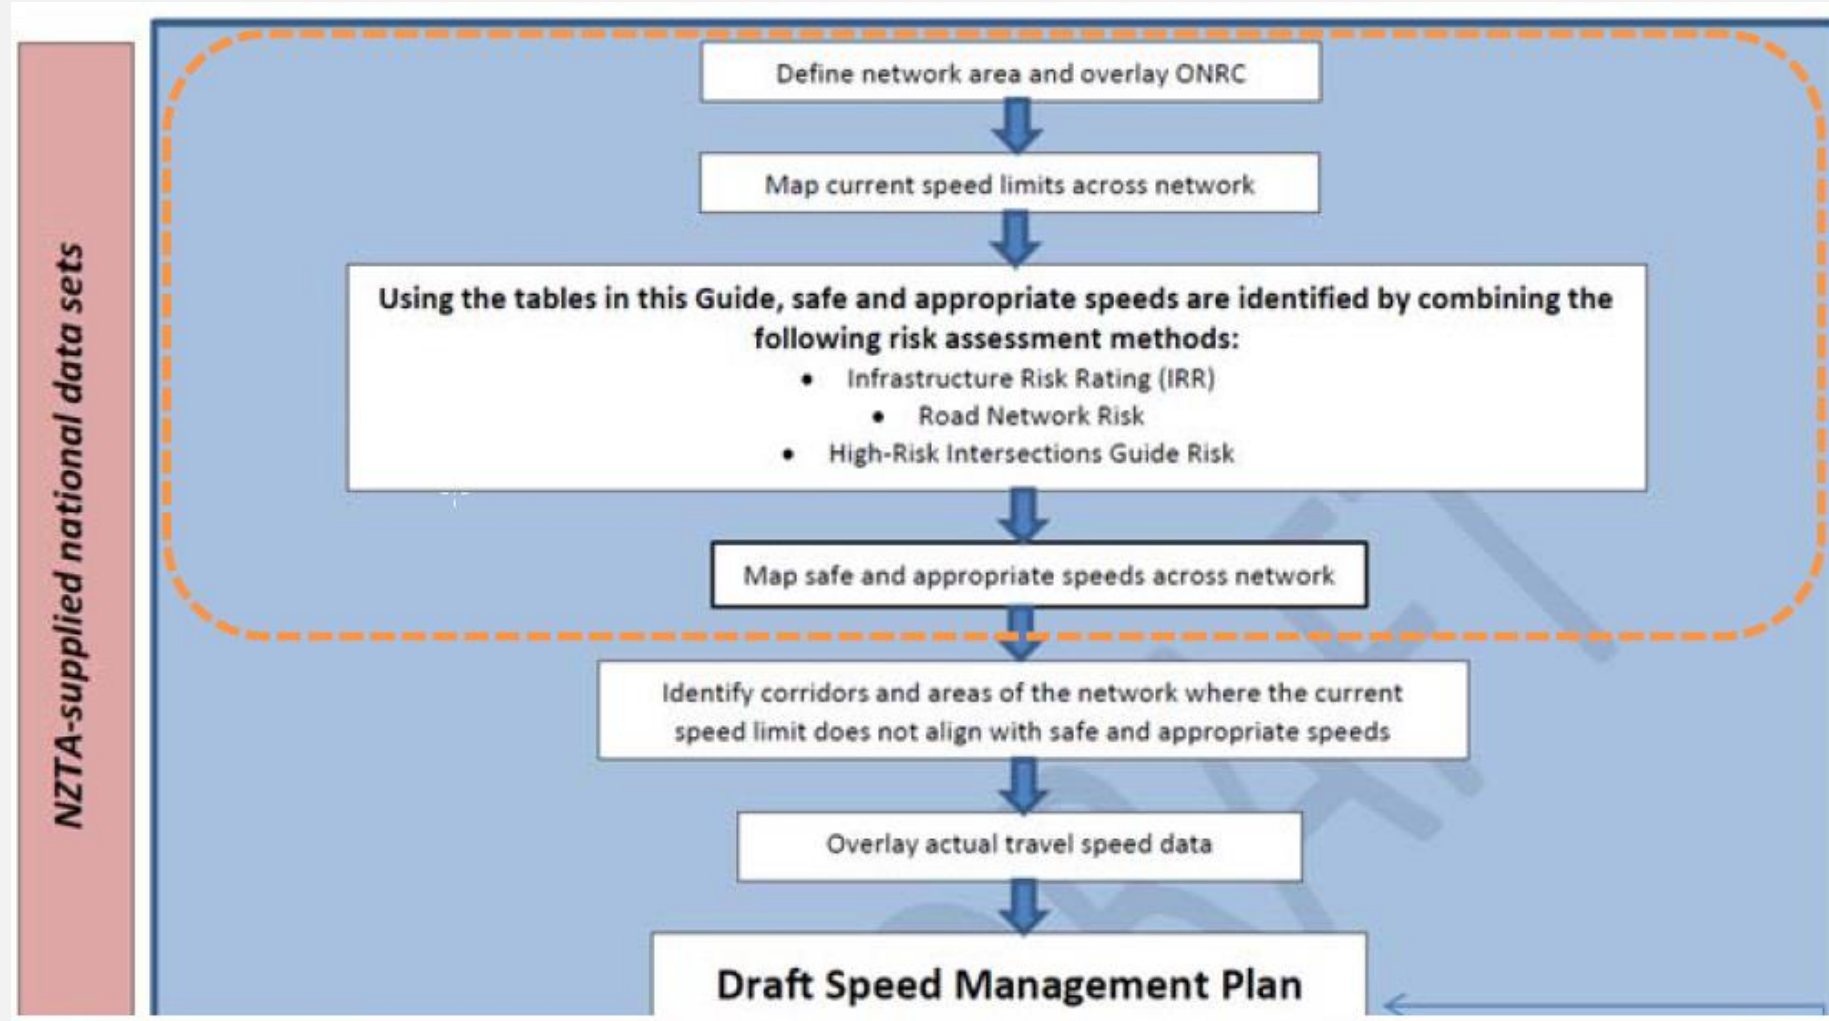 NZTA-supplied national data sets
Define network area and overlay ONRC
Map current speed limits across network
Using the tables in this Guide, safe and appropriate speeds are identified by combining the
following risk assessment methods:
• Infrastructure Risk Rating (IRR)
• Road Network Risk
• High-Risk Intersections Guide Risk
Map safe and appropriate speeds across network
Identify corridors and areas of the network where the current
speed limit does not align with safe and appropriate speeds
Overlay actual travel speed data
Draft Speed Management Plan
DRAFT